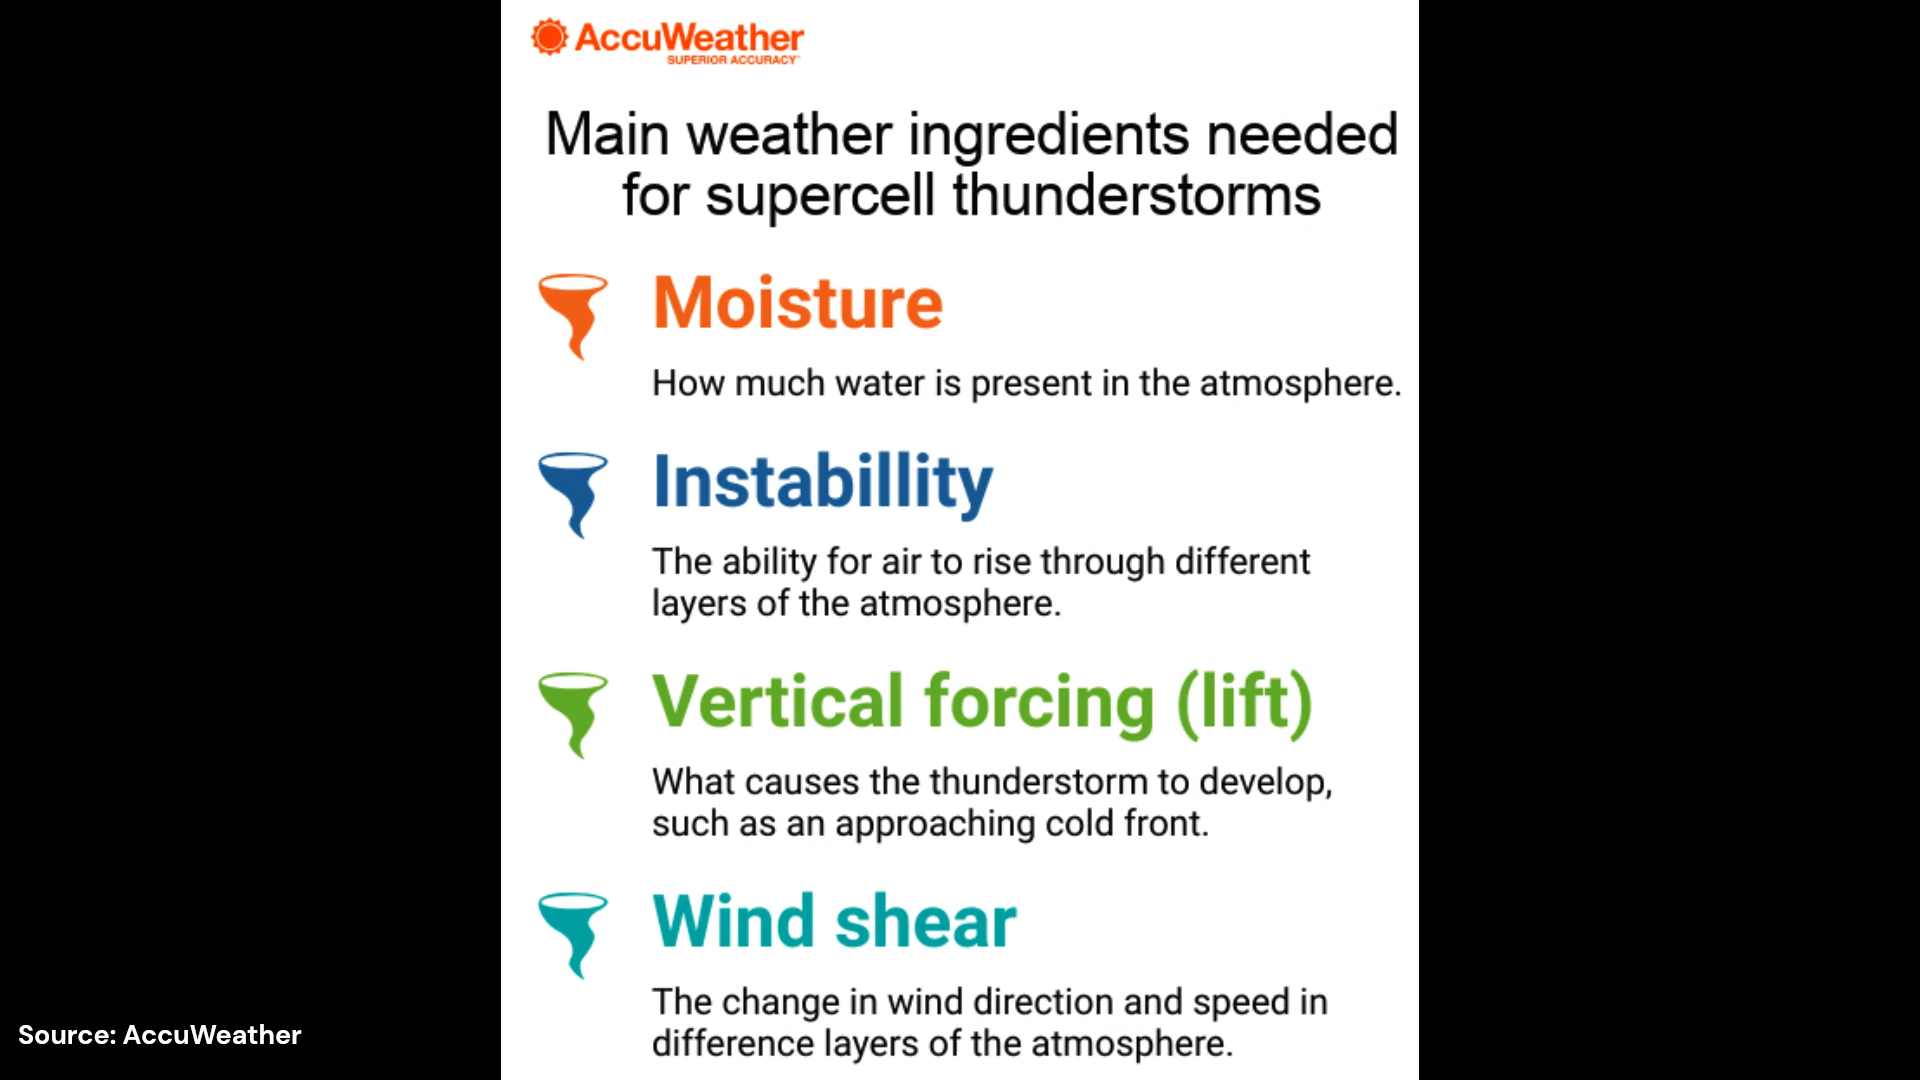 AccuWeather
SUPERIOR ACCURACY™
Main weather ingredients needed
for supercell thunderstorms
Moisture
How much water is present in the atmosphere.
Instabillity
The ability for air to rise through different
layers of the atmosphere.
Vertical forcing (lift)
What causes the thunderstorm to develop,
such as an approaching cold front.
Wind shear
The change in wind direction and speed in
difference layers of the atmosphere.
Source: AccuWeather